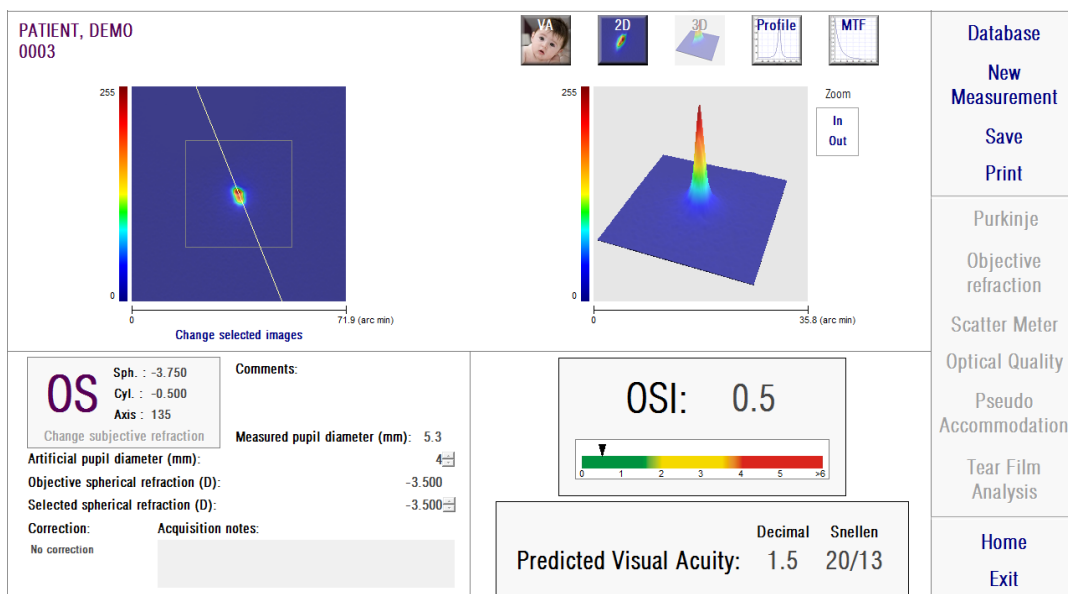 PATIENT, DEMO
0003
VA
2D
3D
Profile
MTF
255
0
0
71.9 (arc min)
Change selected images
255
0
0
35.8 (arc min)
Zoom
In
Out
OS
Sph. : -3.750
Cyl. : -0.500
Axis : 135
Change subjective refraction
Comments:
Measured pupil diameter (mm): 5.3
Artificial pupil diameter (mm): 4
Objective spherical refraction (D): -3.500
Selected spherical refraction (D): -3.500
Correction:
No correction
Acquisition notes:
OSI: 0.5
0 1 2 3 4 5 >6
Decimal Snellen
Predicted Visual Acuity: 1.5 20/13
Database
New
Measurement
Save
Print
Purkinje
Objective
refraction
Scatter Meter
Optical Quality
Pseudo
Accommodation
Tear Film
Analysis
Home
Exit